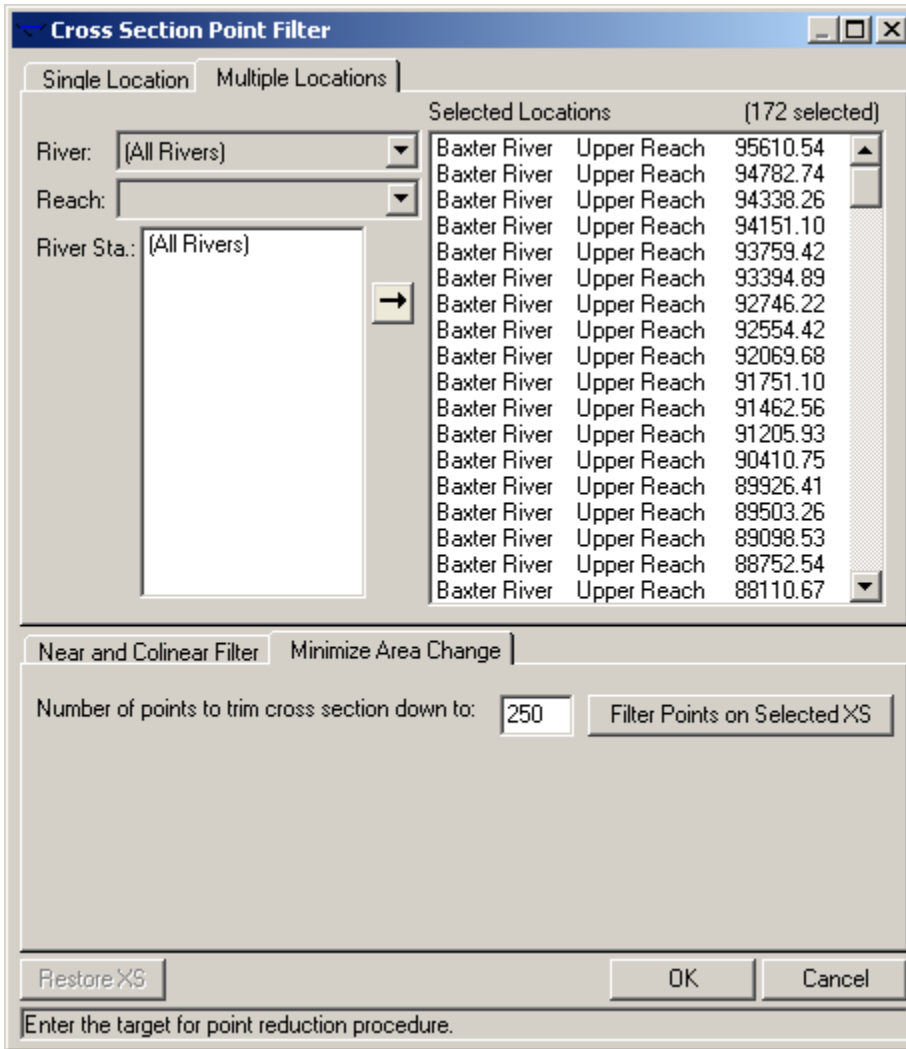 Cross Section Point Filter
Single Location Multiple Locations
Selected Locations (172 selected)
River: (All Rivers)
Reach:
River Sta.: (All Rivers)
Baxter River Upper Reach 95610.54
Baxter River Upper Reach 94782.74
Baxter River Upper Reach 94338.26
Baxter River Upper Reach 94151.10
Baxter River Upper Reach 93759.42
Baxter River Upper Reach 93394.89
Baxter River Upper Reach 92746.22
Baxter River Upper Reach 92554.42
Baxter River Upper Reach 92069.68
Baxter River Upper Reach 91751.10
Baxter River Upper Reach 91462.56
Baxter River Upper Reach 91205.93
Baxter River Upper Reach 90410.75
Baxter River Upper Reach 89926.41
Baxter River Upper Reach 89503.26
Baxter River Upper Reach 89098.53
Baxter River Upper Reach 88752.54
Baxter River Upper Reach 88110.67
Near and Colinear Filter Minimize Area Change
Number of points to trim cross section down to: 250 Filter Points on Selected XS
Restore XS OK Cancel
Enter the target for point reduction procedure.